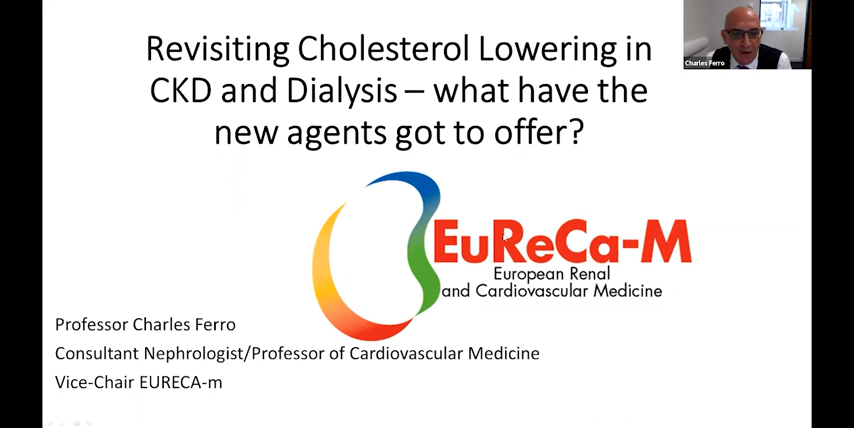 Revisiting Cholesterol Lowering in
CKD and Dialysis – what have the
new agents got to offer?
Charles Ferro
EuReCa-M
European Renal
and Cardiovascular Medicine
Professor Charles Ferro
Consultant Nephrologist/Professor of Cardiovascular Medicine
Vice-Chair EURECA-m